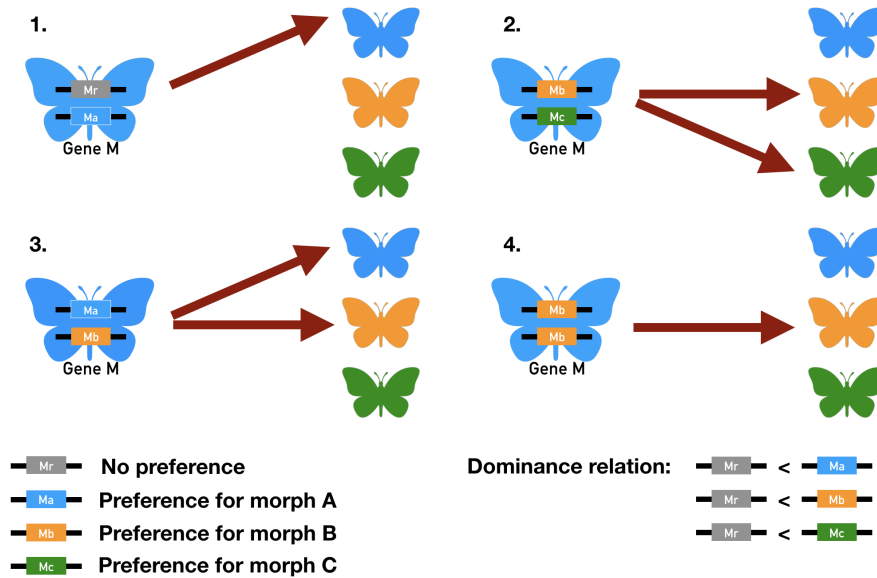 1.
Mr
Ma
Gene M
2.
Mb
Mc
Gene M
3.
Ma
Mb
Gene M
4.
Mb
Mb
Gene M
Mr No preference
Ma Preference for morph A
Mb Preference for morph B
Mc Preference for morph C
Dominance relation: Mr < Ma
Mr < Mb
Mr < Mc